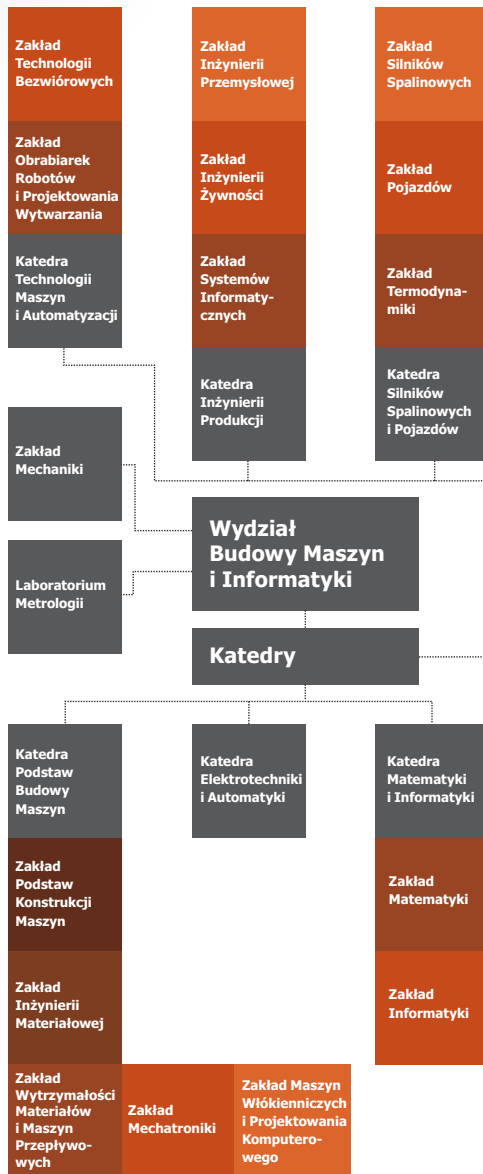 Zakład
Technologii
Bezwiórowych
Zakład
Inżynierii
Przemysłowej
Zakład
Silników
Spalinowych
Zakład
Obrabiarek
Robotów
i Projektowania
Wytwarzania
Zakład
Inżynierii
Żywności
Zakład
Pojazdów
Katedra
Technologii
Maszyn
i Automatyzacji
Zakład
Systemów
Informaty-
cznych
Zakład
Termodyna-
miki
Katedra
Inżynierii
Produkcji
Katedra
Silników
Spalinowych
i Pojazdów
Zakład
Mechaniki
Wydział
Budowy Maszyn
i Informatyki
Laboratorium
Metrologii
Katedry
Katedra
Podstaw
Budowy
Maszyn
Katedra
Elektrotechniki
i Automatyki
Katedra
Matematyki
i Informatyki
Zakład
Podstaw
Konstrukcji
Maszyn
Zakład
Matematyki
Zakład
Inżynierii
Materiałowej
Zakład
Informatyki
Zakład
Wytrzymałości
Materiałów
i Maszyn
Przepływo-
wych
Zakład
Mechatroniki
Zakład Maszyn
Włókienniczych
i Projektowania
Komputero-
wego